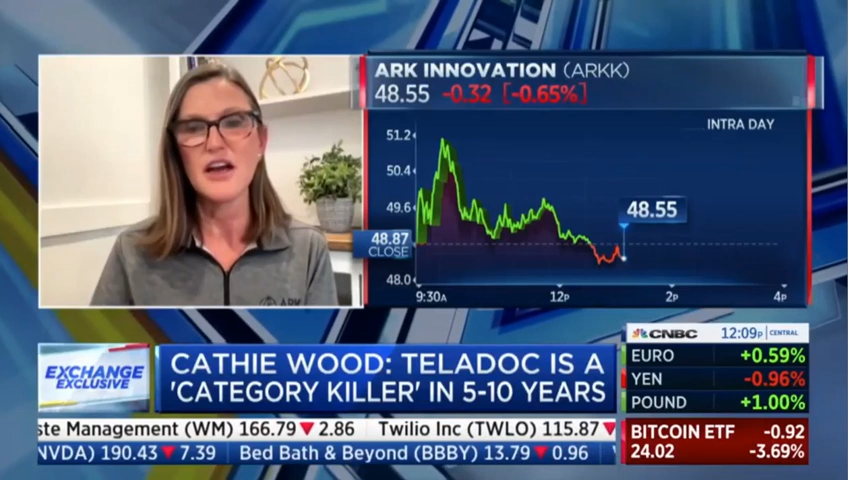 ARK INNOVATION (ARKK)
48.55 -0.32 [-0.65%]
INTRA DAY
51.2
50.4
49.6
48.55
48.87
CLOSE
48.0
9:30A 12P 2P 4P
ARK
EXCHANGE
EXCLUSIVE
CATHIE WOOD: TELADOC IS A
'CATEGORY KILLER' IN 5-10 YEARS
CNBC 12:09P CENTRAL
EURO +0.59%
YEN -0.96%
POUND +1.00%
BITCOIN ETF -0.92
24.02 -3.69%
ste Management (WM) 166.79 ▼ 2.86 Twilio Inc (TWLO) 115.87 ▼
NVDA) 190.43 ▼ 7.39 Bed Bath & Beyond (BBBY) 13.79 ▼ 0.96